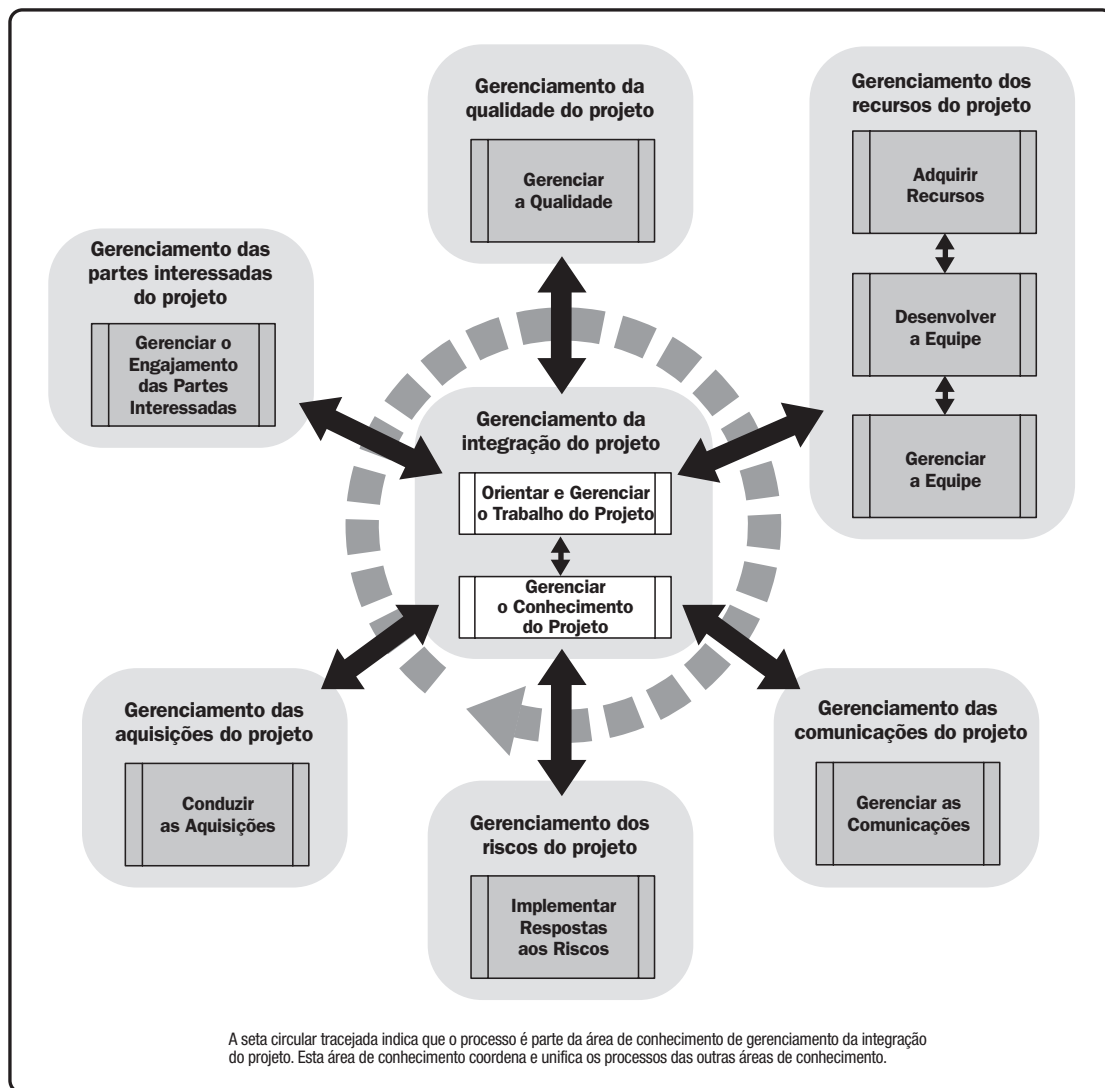 Gerenciamento da
qualidade do projeto
Gerenciar
a Qualidade
Gerenciamento dos
recursos do projeto
Adquirir
Recursos
Desenvolver
a Equipe
Gerenciar
a Equipe
Gerenciamento das
partes interessadas
do projeto
Gerenciar o
Engajamento
das Partes
Interessadas
Gerenciamento da
integração do projeto
Orientar e Gerenciar
o Trabalho do Projeto
Gerenciar
o Conhecimento
do Projeto
Gerenciamento das
aquisições do projeto
Conduzir
as Aquisições
Gerenciamento dos
riscos do projeto
Implementar
Respostas
aos Riscos
Gerenciamento das
comunicações do projeto
Gerenciar as
Comunicações
A seta circular tracejada indica que o processo é parte da área de conhecimento de gerenciamento da integração
do projeto. Esta área de conhecimento coordena e unifica os processos das outras áreas de conhecimento.